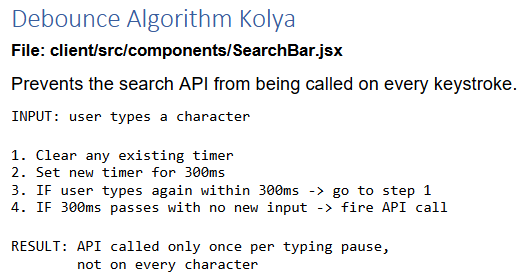 Debounce Algorithm Kolya
File: client/src/components/SearchBar.jsx
Prevents the search API from being called on every keystroke.
INPUT: user types a character
1. Clear any existing timer
2. Set new timer for 300ms
3. IF user types again within 300ms -> go to step 1
4. IF 300ms passes with no new input -> fire API call
RESULT: API called only once per typing pause,
not on every character